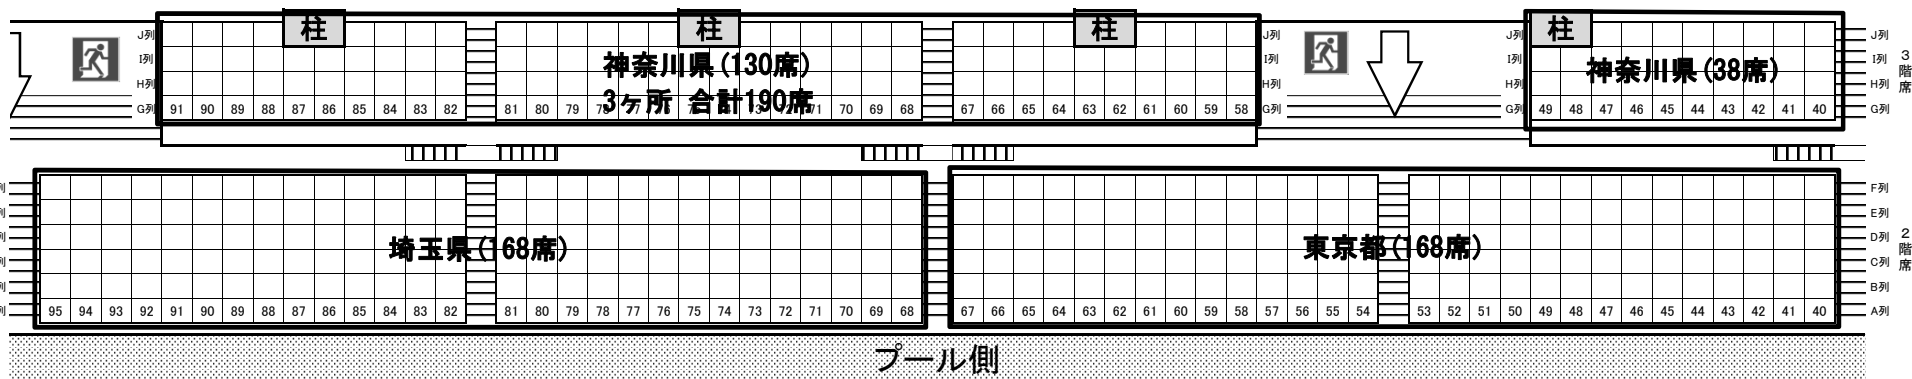 柱 柱 柱 柱
J列 J列 J列 J列
I列 I列 I列 I列
H列 H列 H列 H列
G列 G列 G列 G列
3階席
神奈川県(130席)
3ヶ所 合計190席
神奈川県(38席)
91 90 89 88 87 86 85 84 83 82 81 80 79 78 77 76 75 74 73 72 71 70 69 68 67 66 65 64 63 62 61 60 59 58 49 48 47 46 45 44 43 42 41 40
F列
E列
D列
C列
B列
A列
2階席
埼玉県(168席)
東京都(168席)
95 94 93 92 91 90 89 88 87 86 85 84 83 82 81 80 79 78 77 76 75 74 73 72 71 70 69 68 67 66 65 64 63 62 61 60 59 58 57 56 55 54 53 52 51 50 49 48 47 46 45 44 43 42 41 40
プール側